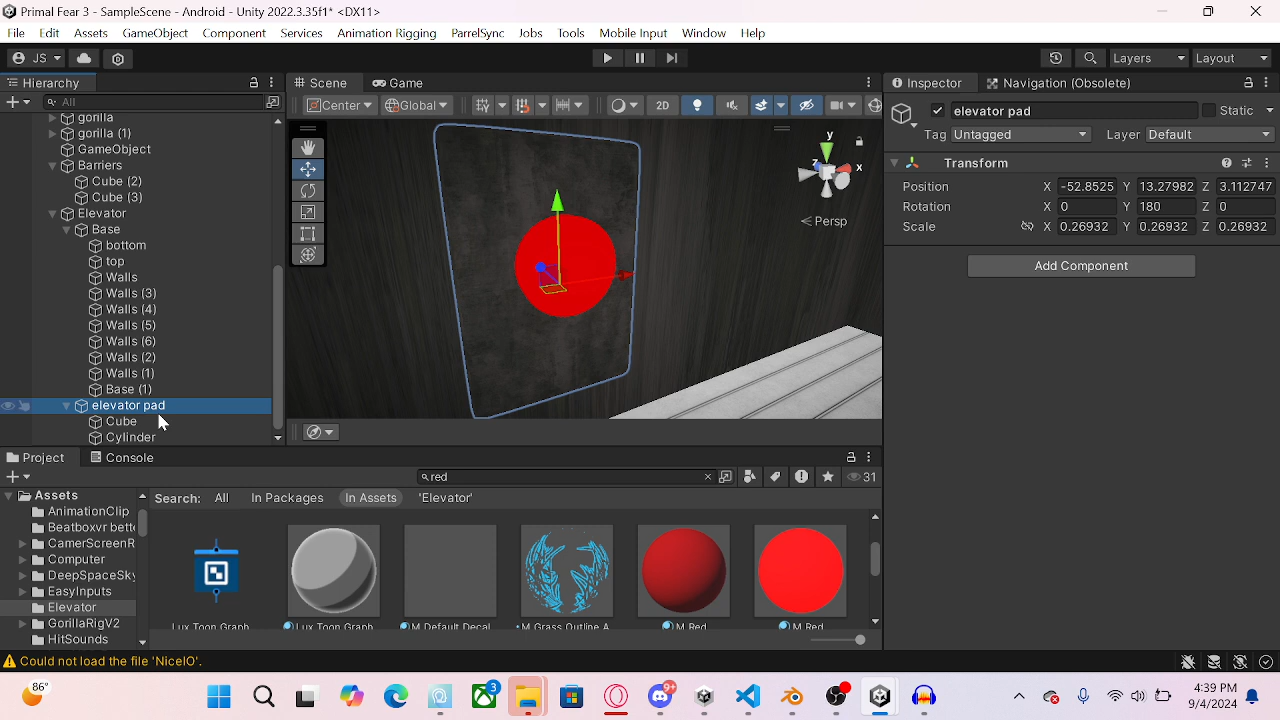 Primal Fear 3 - SampleScene - Android - Unity 2022.3.35f1* <DX11>
File Edit Assets GameObject Component Services Animation Rigging ParrelSync Jobs Tools Mobile Input Window Help
JS Layers Layout
Hierarchy
All
gorilla
gorilla (1)
GameObject
Barriers
Cube (2)
Cube (3)
Elevator
Base
bottom
top
Walls
Walls (3)
Walls (4)
Walls (5)
Walls (6)
Walls (2)
Walls (1)
Base (1)
elevator pad
Cube
Cylinder
Scene Game
Center Global 2D
y
z x
< Persp
Inspector Navigation (Obsolete)
elevator pad Static
Tag Untagged Layer Default
Transform
Position X -52.8525 Y 13.27982 Z 3.112747
Rotation X 0 Y 180 Z 0
Scale X 0.26932 Y 0.26932 Z 0.26932
Add Component
Project Console
red 31
Search: All In Packages In Assets 'Elevator'
Assets
AnimationClip
Beatboxvr bett
CamerScreenR
Computer
DeepSpaceSky
EasyInputs
Elevator
GorillaRigV2
HitSounds
Lux Toon Graph Lux Toon Graph M Default Decal M Grass Outline A M Red M Red
Could not load the file 'NiceIO'.
86°
3
9+
4:39 PM
9/4/2024